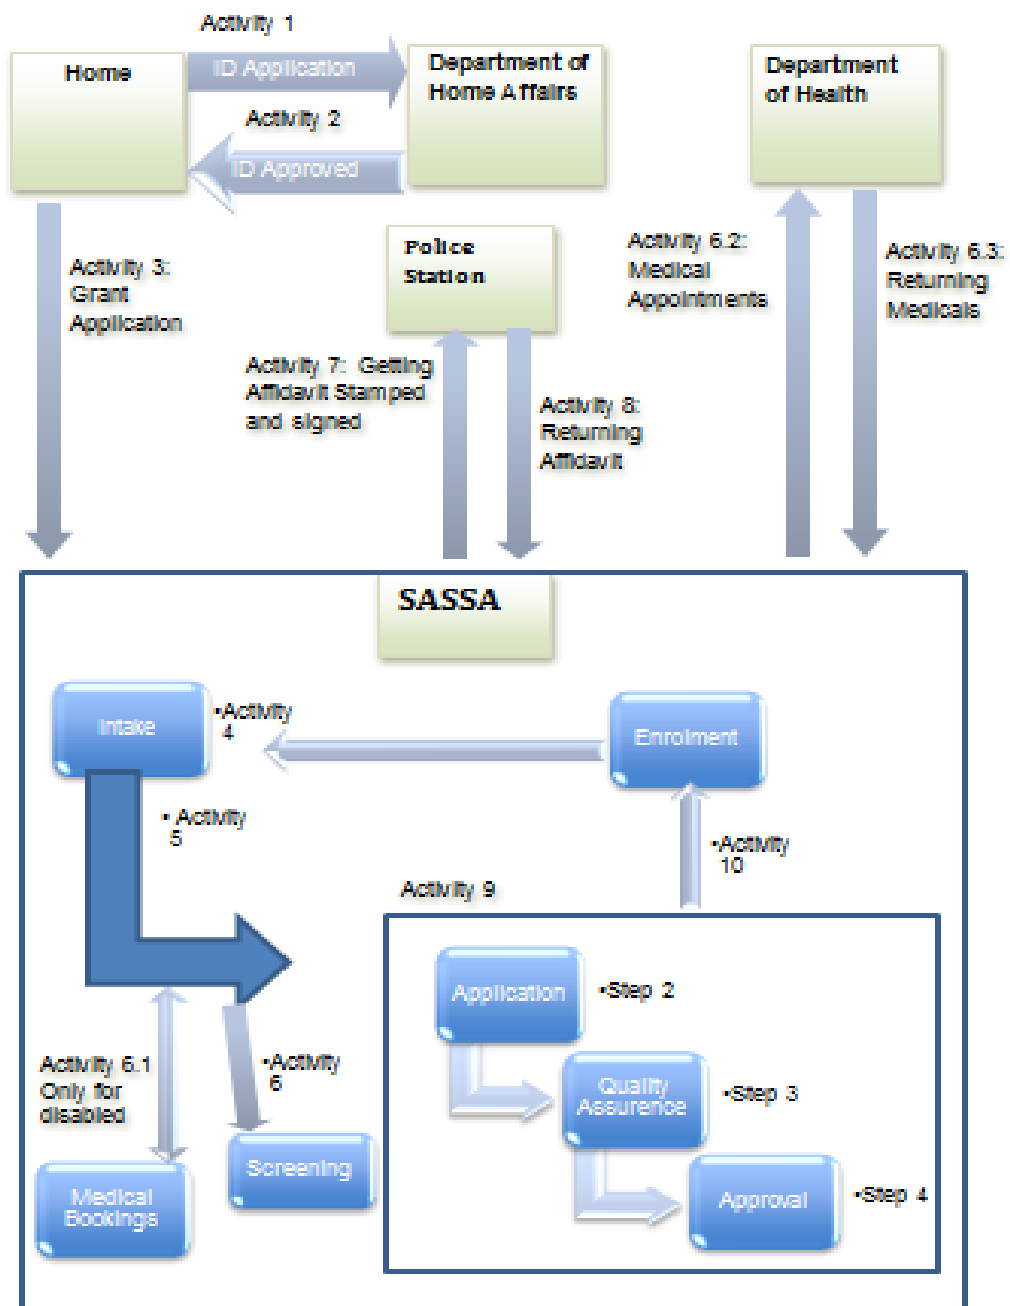 Activity 1
Home
ID Application
Department of
Home Affairs
Department
of Health
Activity 2
ID Approved
Police
Station
Activity 3:
Grant
Application
Activity 6.2:
Medical
Appointments
Activity 6.3:
Returning
Medicals
Activity 7: Getting
Affidavit Stamped
and signed
Activity 8:
Returning
Affidavit
SASSA
Intake
•Activity
4
Enrolment
• Activity
5
•Activity
10
Activity 9
Application
•Step 2
Activity 6.1
Only for
disabled
•Activity
6
Quality
Assurence
•Step 3
Screening
Medical
Bookings
Approval
•Step 4